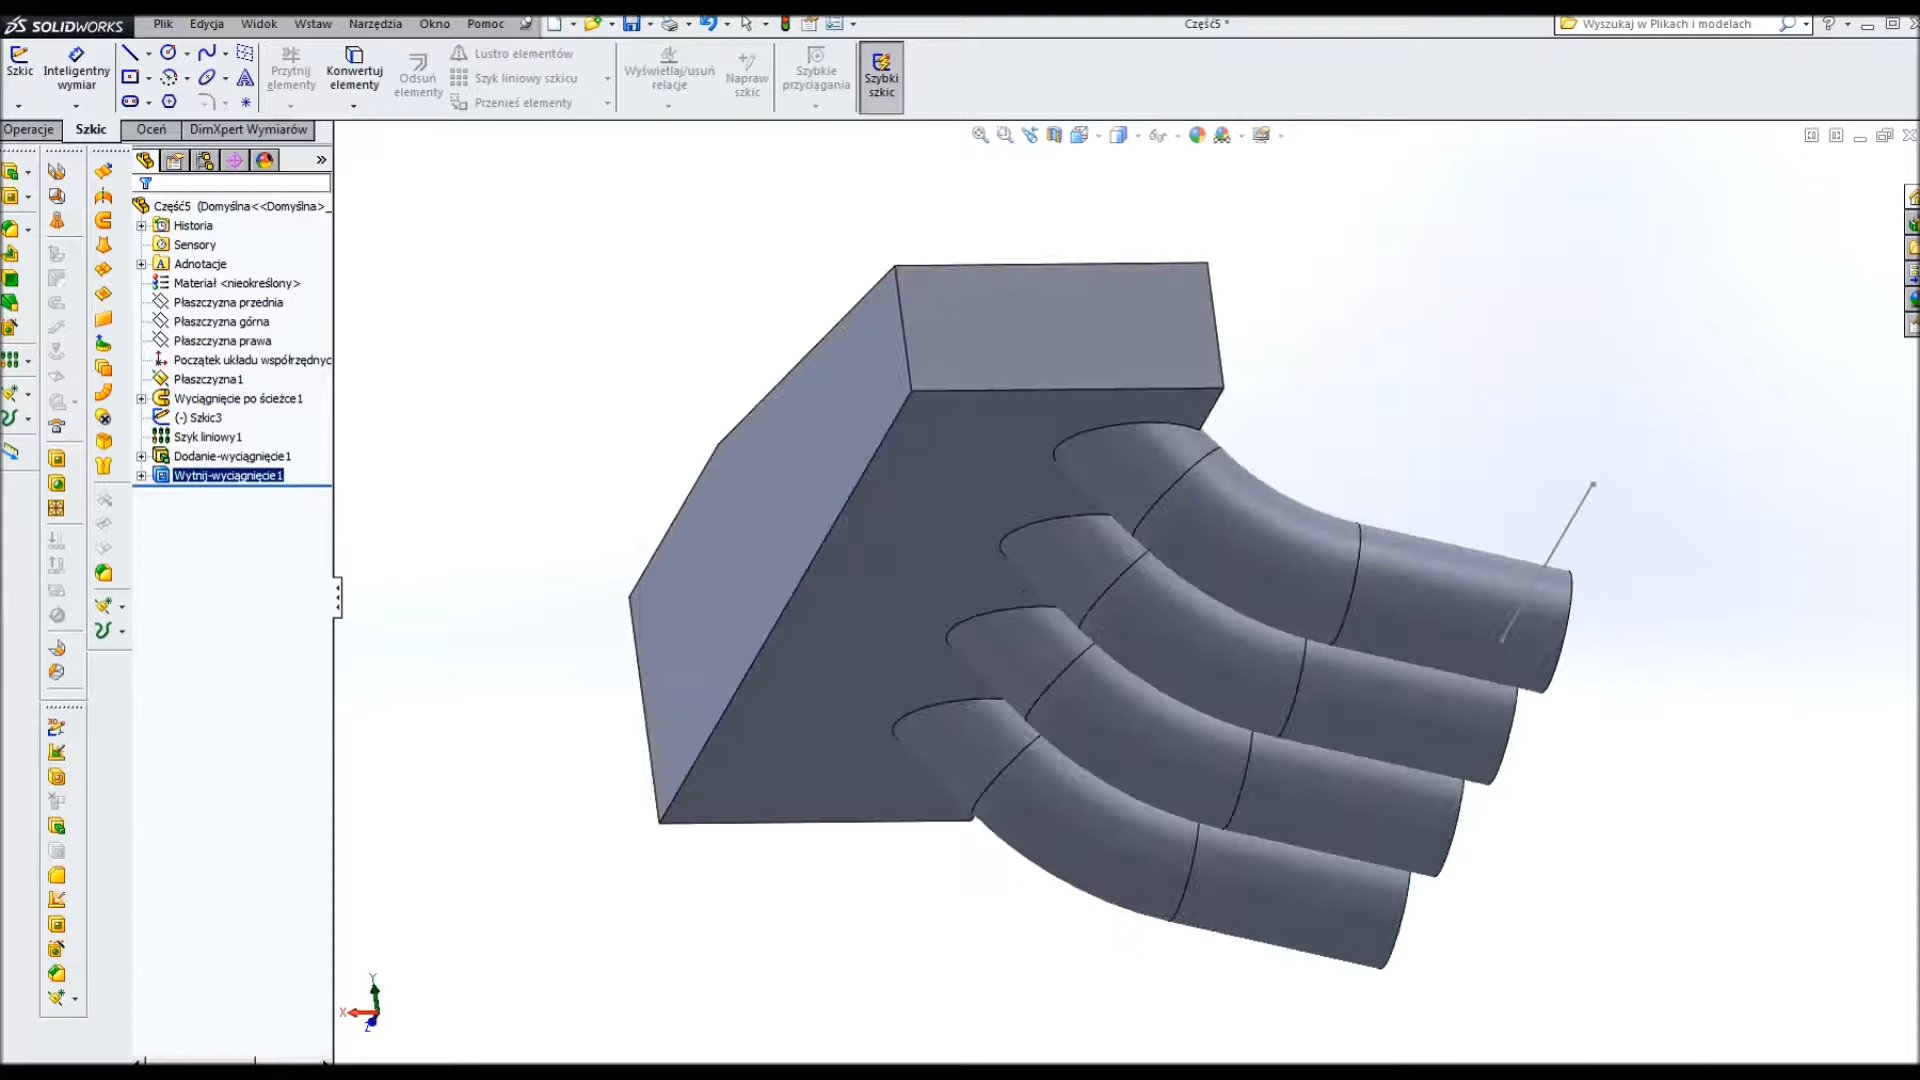 SOLIDWORKS
Plik Edycja Widok Wstaw Narzędzia Okno Pomoc
Część5 *
Wyszukaj w Plikach i modelach
Szkic
Inteligentny wymiar
Przytnij elementy
Konwertuj elementy
Odsuń elementy
Lustro elementów
Szyk liniowy szkicu
Przenieś elementy
Wyświetlaj/usuń relacje
Napraw szkic
Szybkie przyciągania
Szybki szkic
Operacje Szkic Oceń DimXpert Wymiarów
Część5 (Domyślna<<Domyślna>_
Historia
Sensory
Adnotacje
Materiał <nieokreślony>
Płaszczyzna przednia
Płaszczyzna górna
Płaszczyzna prawa
Początek układu współrzędnyc
Płaszczyzna1
Wyciągnięcie po ścieżce1
(-) Szkic3
Szyk liniowy1
Dodanie-wyciągnięcie1
Wytnij-wyciągnięcie1
Y
X
Z